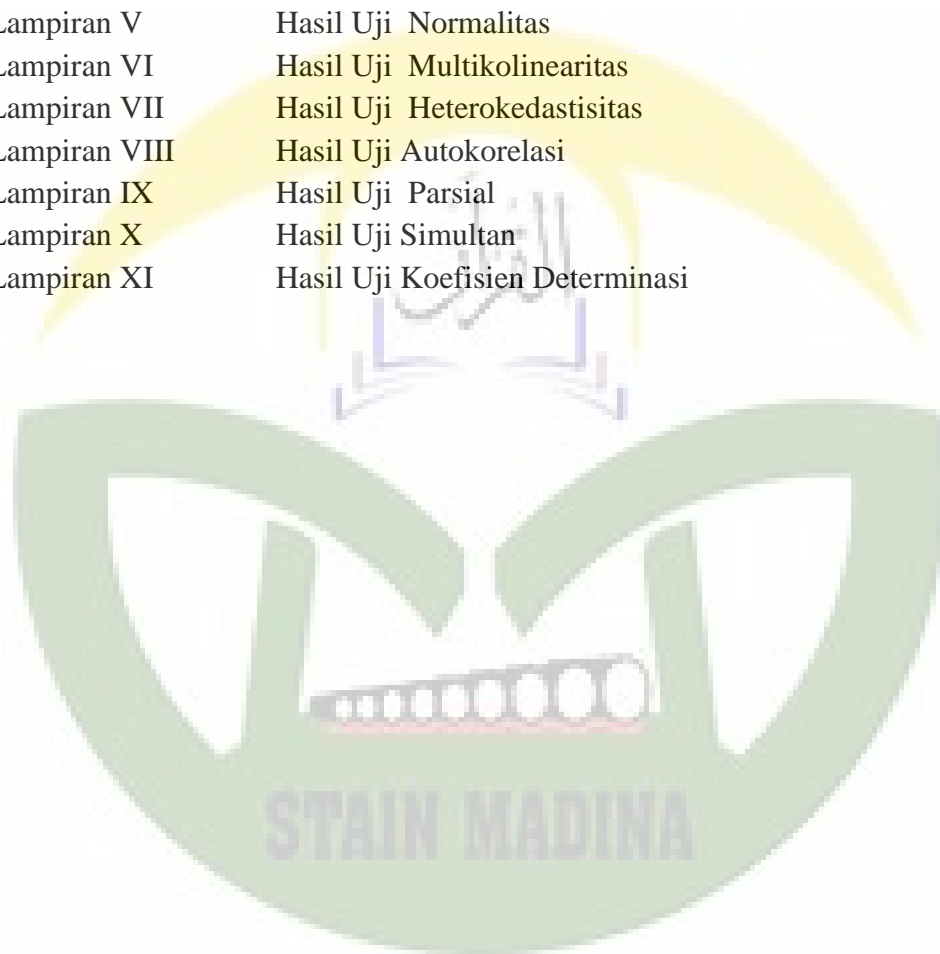 Lampiran V Hasil Uji Normalitas
Lampiran VI Hasil Uji Multikolinearitas
Lampiran VII Hasil Uji Heterokedastisitas
Lampiran VIII Hasil Uji Autokorelasi
Lampiran IX Hasil Uji Parsial
Lampiran X Hasil Uji Simultan
Lampiran XI Hasil Uji Koefisien Determinasi
القرآن
STAIN MADINA